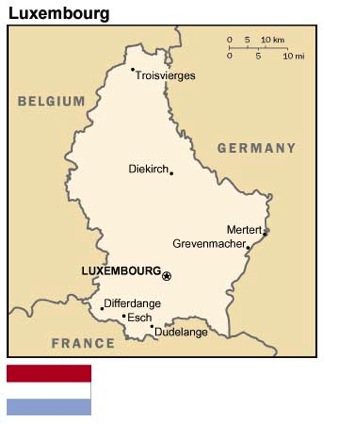 Luxembourg
0 5 10 km
0 5 10 mi
Troisvierges
BELGIUM
GERMANY
Diekirch
Mertert
Grevenmacher
LUXEMBOURG
Differdange
Esch
Dudelange
FRANCE